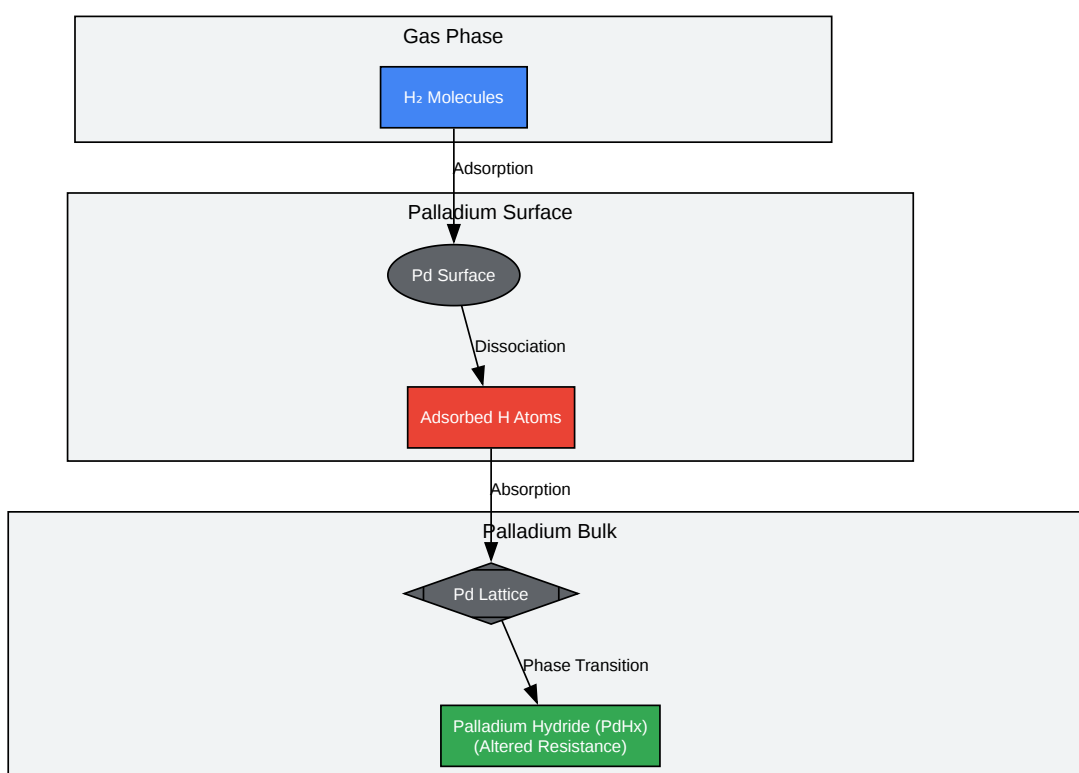 Gas Phase
H₂ Molecules
Adsorption
Palladium Surface
Pd Surface
Dissociation
Adsorbed H Atoms
Absorption
Palladium Bulk
Pd Lattice
Phase Transition
Palladium Hydride (PdHx)
(Altered Resistance)